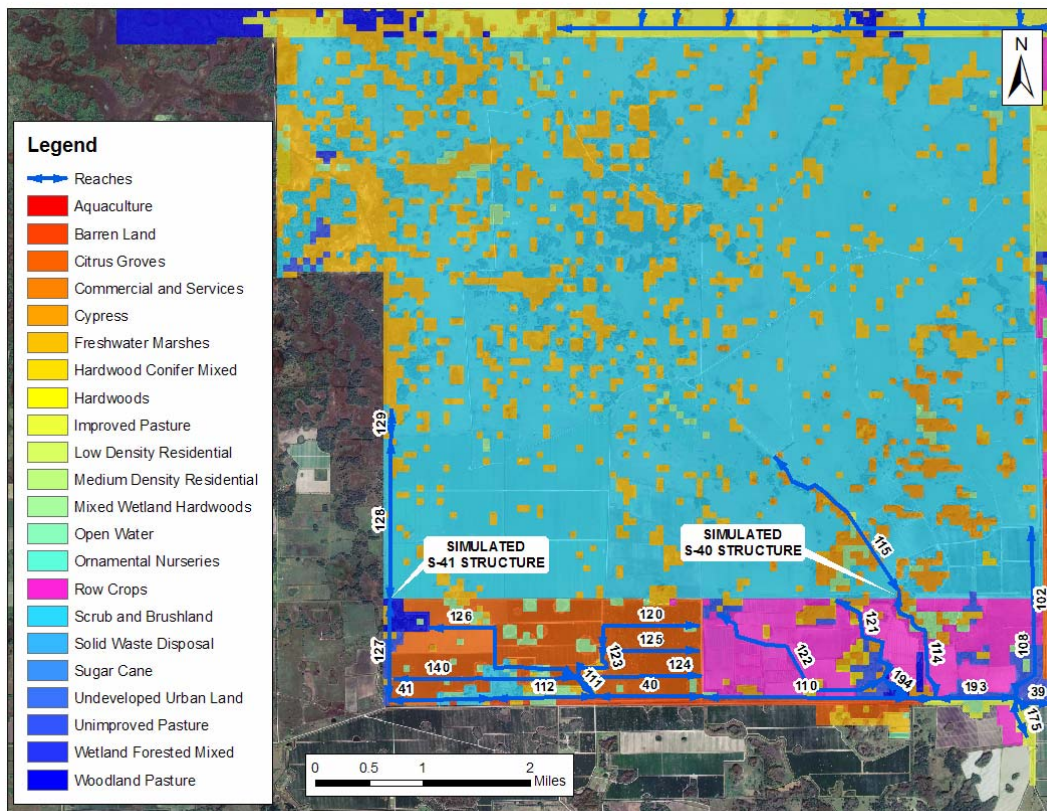 N
Legend
Reaches
Aquaculture
Barren Land
Citrus Groves
Commercial and Services
Cypress
Freshwater Marshes
Hardwood Conifer Mixed
Hardwoods
Improved Pasture
Low Density Residential
Medium Density Residential
Mixed Wetland Hardwoods
Open Water
Ornamental Nurseries
Row Crops
Scrub and Brushland
Solid Waste Disposal
Sugar Cane
Undeveloped Urban Land
Unimproved Pasture
Wetland Forested Mixed
Woodland Pasture
129
128
SIMULATED
S-41 STRUCTURE
SIMULATED
S-40 STRUCTURE
115
102
126
120
121
127
125
123
122
114
108
140
124
41
112
111
40
110
194
193
39
175
0 0.5 1 2
Miles